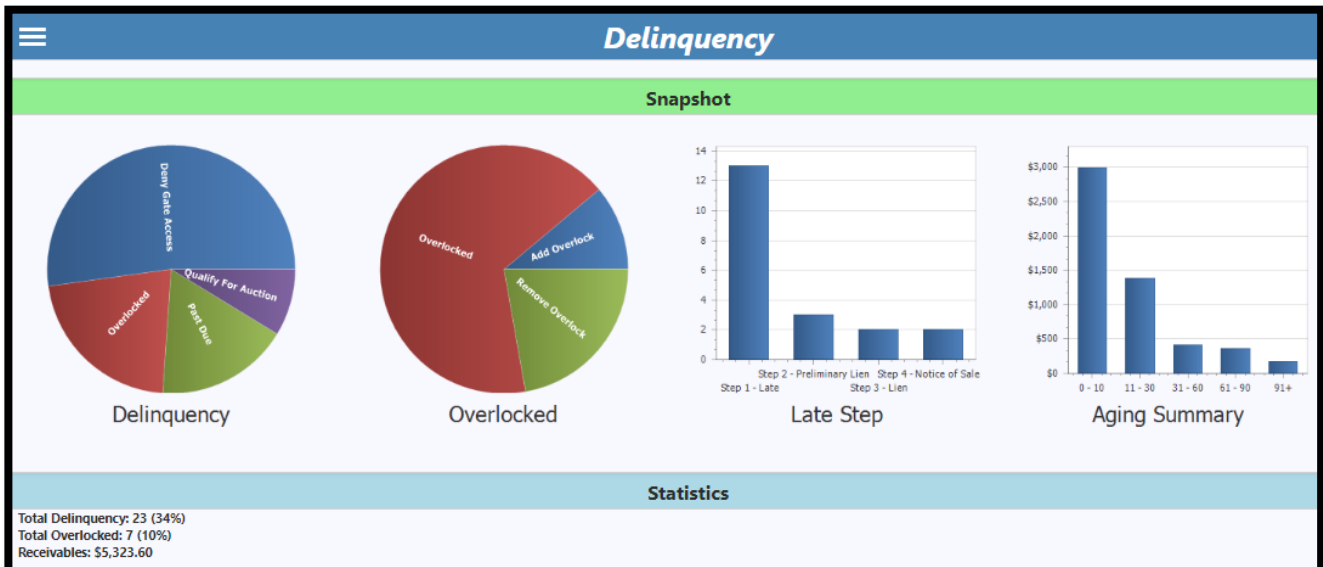 Delinquency
Snapshot
Deny Gate Access
Qualify For Auction
Overlocked
Past Due
Delinquency
Overlocked
Add Overlock
Remove Overlock
Overlocked
14
12
10
8
6
4
2
0
Step 2 - Preliminary Lien Step 4 - Notice of Sale
Step 1 - Late Step 3 - Lien
Late Step
$3,000
$2,500
$2,000
$1,500
$1,000
$500
$0
0 - 10 11 - 30 31 - 60 61 - 90 91+
Aging Summary
Statistics
Total Delinquency: 23 (34%)
Total Overlocked: 7 (10%)
Receivables: $5,323.60